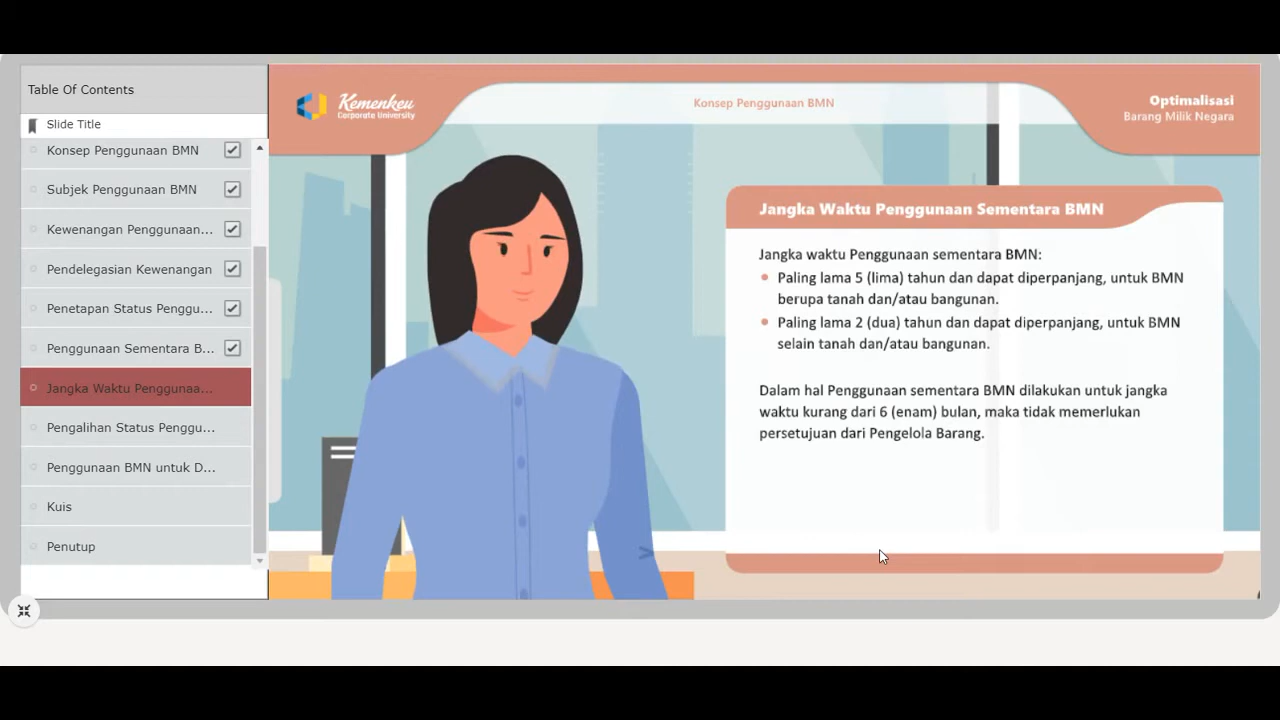 Table Of Contents
Slide Title
Konsep Penggunaan BMN
Subjek Penggunaan BMN
Kewenangan Penggunaan...
Pendelegasian Kewenangan
Penetapan Status Penggu...
Penggunaan Sementara B...
Jangka Waktu Penggunaa...
Pengalihan Status Penggu...
Penggunaan BMN untuk D...
Kuis
Penutup
Kemenkeu
Corporate University
Konsep Penggunaan BMN
Optimalisasi
Barang Milik Negara
Jangka Waktu Penggunaan Sementara BMN
Jangka waktu Penggunaan sementara BMN:
Paling lama 5 (lima) tahun dan dapat diperpanjang, untuk BMN
berupa tanah dan/atau bangunan.
Paling lama 2 (dua) tahun dan dapat diperpanjang, untuk BMN
selain tanah dan/atau bangunan.
Dalam hal Penggunaan sementara BMN dilakukan untuk jangka
waktu kurang dari 6 (enam) bulan, maka tidak memerlukan
persetujuan dari Pengelola Barang.